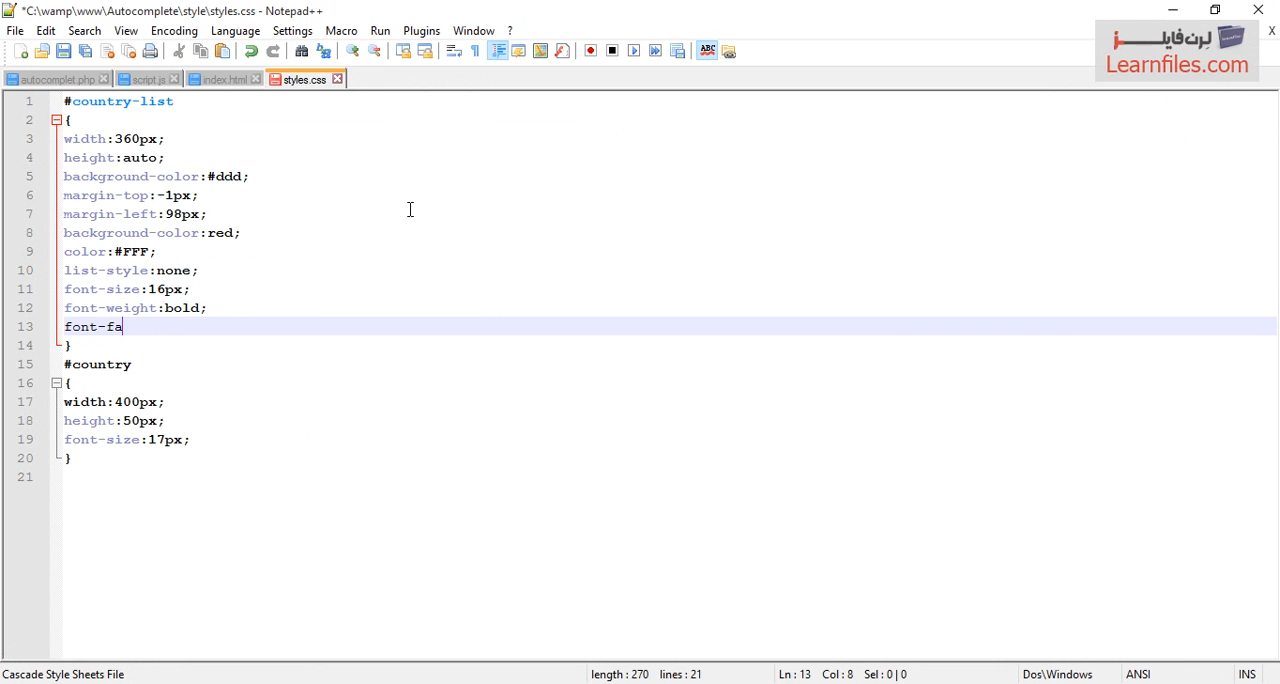 *C:\wamp\www\Autocomplete\style\styles.css - Notepad++
File Edit Search View Encoding Language Settings Macro Run Plugins Window ?
X
لرن‌فایلز
Learnfiles.com
autocomplet.php script.js index.html styles.css
1 #country-list
2 {
3 width:360px;
4 height:auto;
5 background-color:#ddd;
6 margin-top:-1px;
7 margin-left:98px;
8 background-color:red;
9 color:#FFF;
10 list-style:none;
11 font-size:16px;
12 font-weight:bold;
13 font-fa
14 }
15 #country
16 {
17 width:400px;
18 height:50px;
19 font-size:17px;
20 }
21
Cascade Style Sheets File length : 270 lines : 21 Ln : 13 Col : 8 Sel : 0 | 0 Dos\Windows ANSI INS